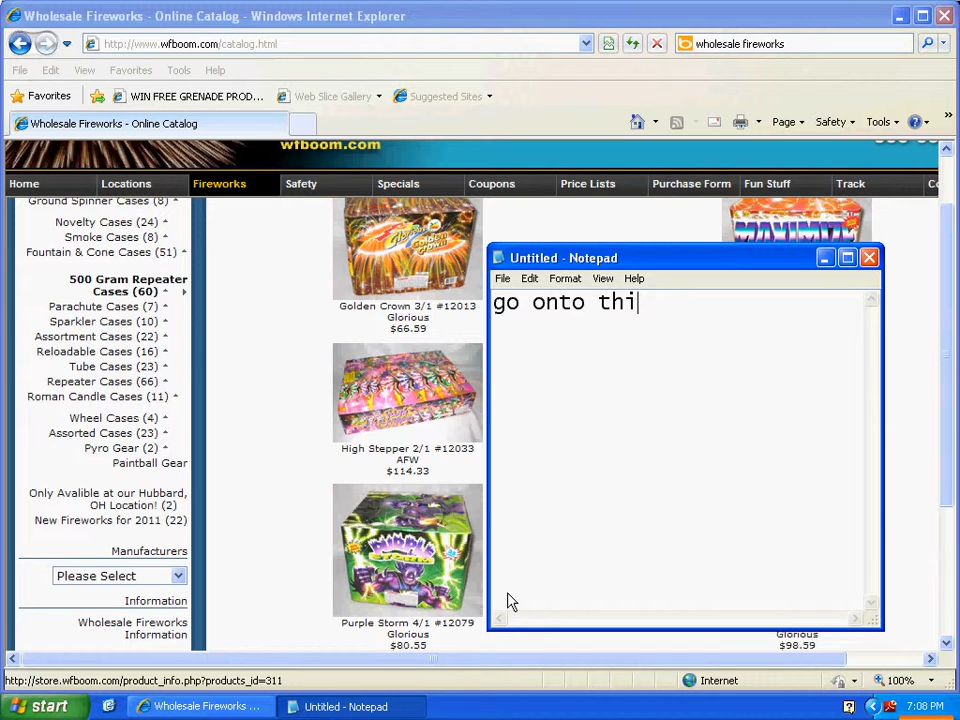 Wholesale Fireworks - Online Catalog - Windows Internet Explorer
http://www.wfboom.com/catalog.html
wholesale fireworks
File Edit View Favorites Tools Help
Favorites WIN FREE GRENADE PROD... Web Slice Gallery Suggested Sites
Wholesale Fireworks - Online Catalog
Page Safety Tools »
wfboom.com
Home Locations Fireworks Safety Specials Coupons Price Lists Purchase Form Fun Stuff Track
Ground Spinner Cases (8)
Novelty Cases (24)
Smoke Cases (8)
Fountain & Cone Cases (51)
500 Gram Repeater
Cases (60)
Parachute Cases (7)
Sparkler Cases (10)
Assortment Cases (22)
Reloadable Cases (16)
Tube Cases (23)
Repeater Cases (66)
Roman Candle Cases (11)
Wheel Cases (4)
Assorted Cases (23)
Pyro Gear (2)
Paintball Gear
Only Avalible at our Hubbard,
OH Location! (2)
New Fireworks for 2011 (22)
Manufacturers
Please Select
Information
Wholesale Fireworks
Information
Golden Crown
Golden Crown 3/1 #12013
Glorious
$66.59
High Stepper 2/1 #12033
AFW
$114.33
PURPLE STORM
Purple Storm 4/1 #12079
Glorious
$80.55
MAXIMIZE
Glorious
$98.59
Untitled - Notepad
File Edit Format View Help
go onto thi
http://store.wfboom.com/product_info.php?products_id=311
Internet
100%
start
Wholesale Fireworks ...
Untitled - Notepad
7:08 PM